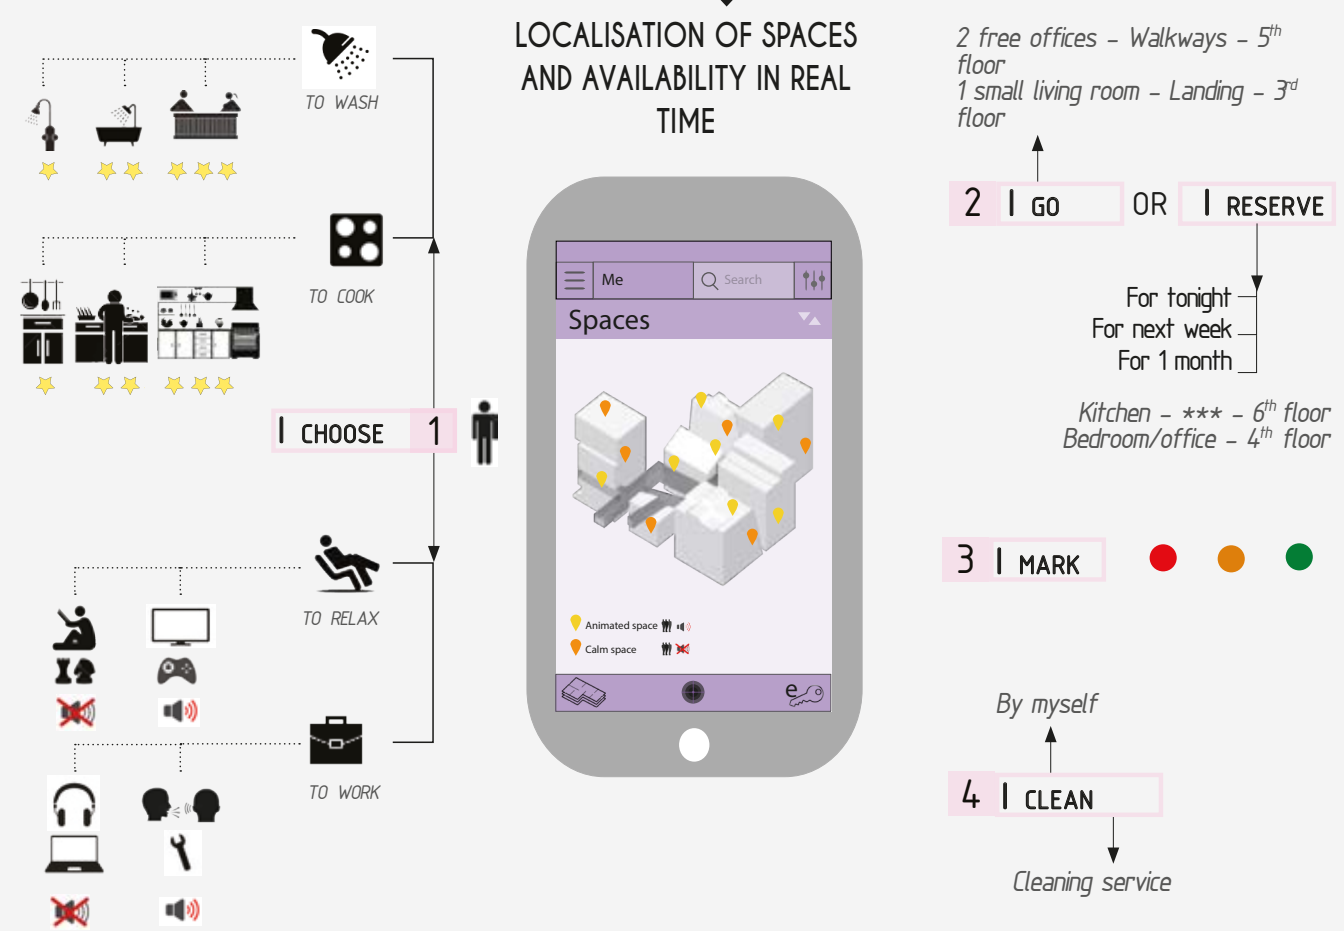 LOCALISATION OF SPACES
AND AVAILABILITY IN REAL
TIME
TO WASH
TO COOK
I CHOOSE 1
TO RELAX
TO WORK
Me
Search
Spaces
Animated space
Calm space
e
2 free offices - Walkways - 5th
floor
1 small living room - Landing - 3rd
floor
2 I GO OR I RESERVE
For tonight
For next week
For 1 month
Kitchen - *** - 6th floor
Bedroom/office - 4th floor
3 I MARK
By myself
4 I CLEAN
Cleaning service